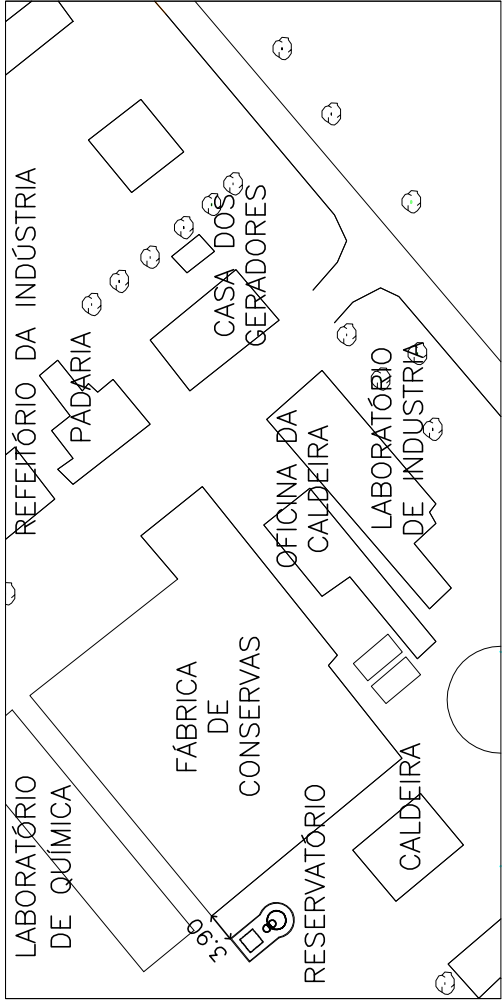 REFEITÓRIO DA INDÚSTRIA
PADARIA
CASA DOS
GERADORES
OFICINA DA
CALDEIRA
LABORATÓRIO
DE INDUSTRIA
FÁBRICA
DE
CONSERVAS
LABORATÓRIO
DE QUÍMICA
RESERVATÓRIO
CALDEIRA
3.90